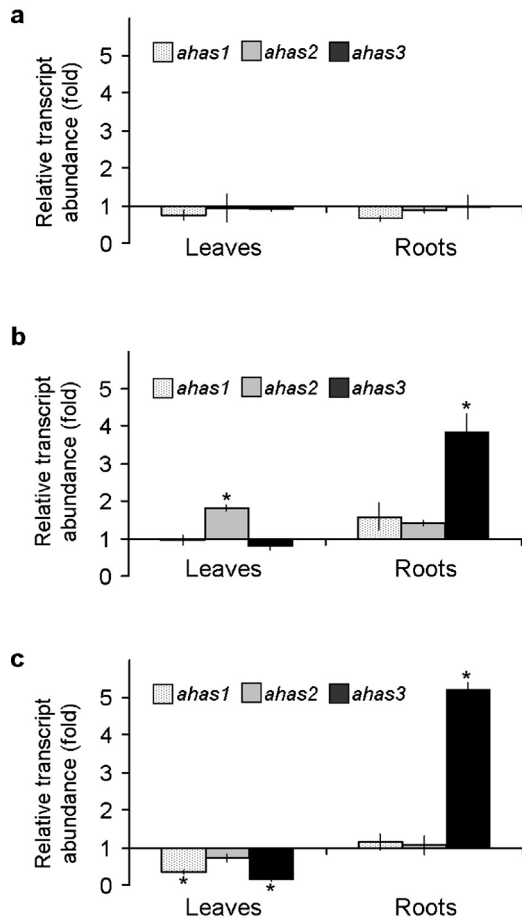 a
Relative transcript
abundance (fold)
5
4
3
2
1
0
ahas1 ahas2 ahas3
Leaves Roots
b
Relative transcript
abundance (fold)
5
4
3
2
1
0
ahas1 ahas2 ahas3
*
*
Leaves Roots
c
Relative transcript
abundance (fold)
5
4
3
2
1
0
ahas1 ahas2 ahas3
*
* *
Leaves Roots